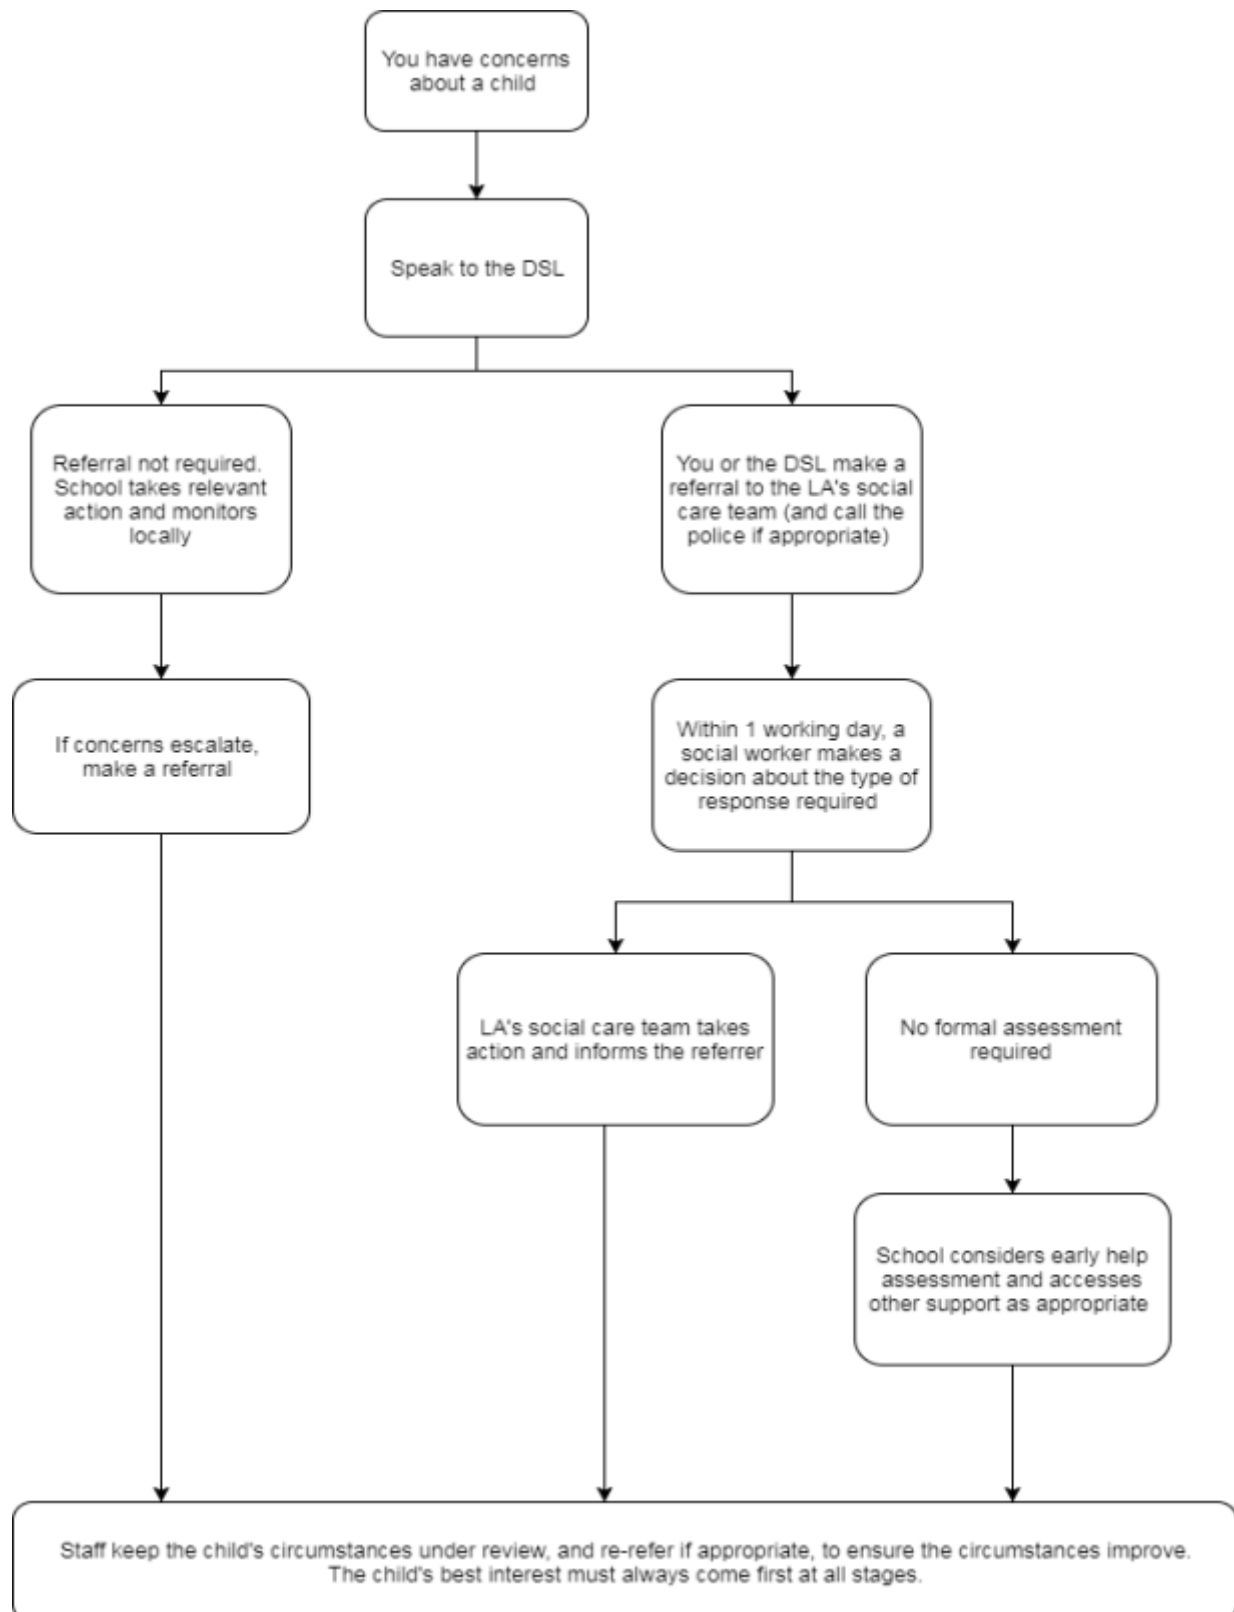 You have concerns
about a child
Speak to the DSL
Referral not required.
School takes relevant
action and monitors
locally
You or the DSL make a
referral to the LA's social
care team (and call the
police if appropriate)
If concerns escalate,
make a referral
Within 1 working day, a
social worker makes a
decision about the type of
response required
LA's social care team takes
action and informs the referrer
No formal assessment
required
School considers early help
assessment and accesses
other support as appropriate
Staff keep the child's circumstances under review, and re-refer if appropriate, to ensure the circumstances improve.
The child's best interest must always come first at all stages.